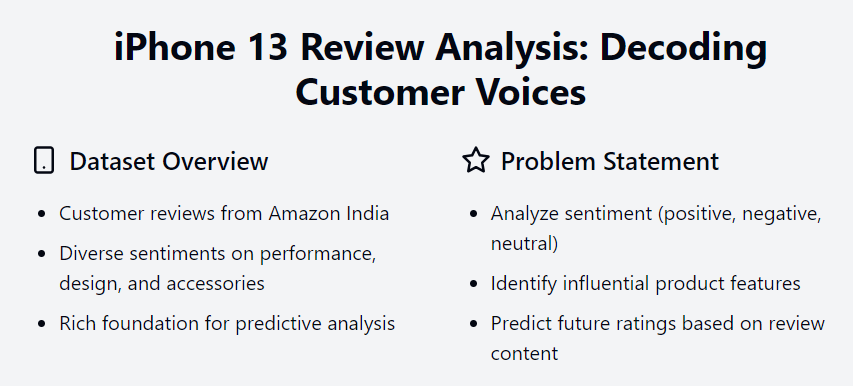 iPhone 13 Review Analysis: Decoding
Customer Voices
Dataset Overview
• Customer reviews from Amazon India
• Diverse sentiments on performance,
design, and accessories
• Rich foundation for predictive analysis
Problem Statement
• Analyze sentiment (positive, negative,
neutral)
• Identify influential product features
• Predict future ratings based on review
content